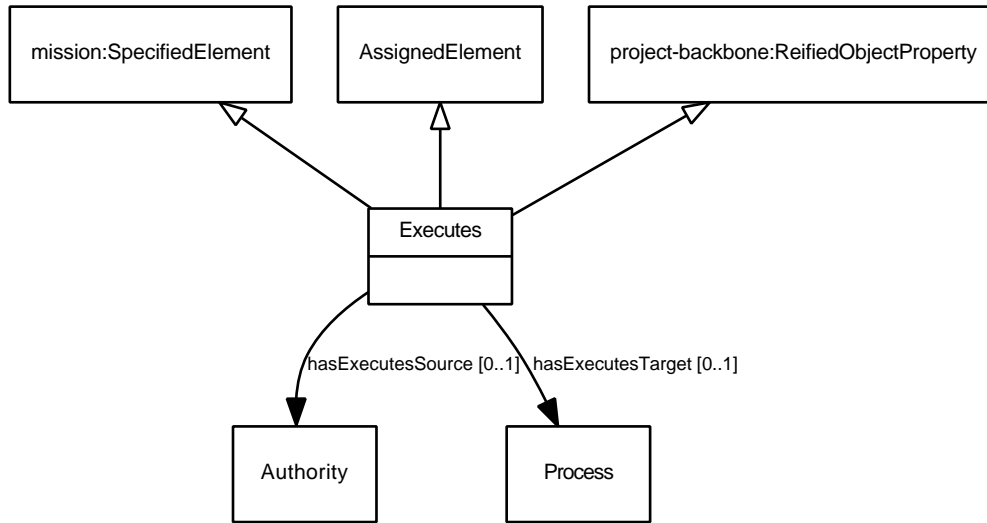 mission:SpecifiedElement
AssignedElement
project-backbone:ReifiedObjectProperty
Executes
hasExecutesSource [0..1]
hasExecutesTarget [0..1]
Authority
Process